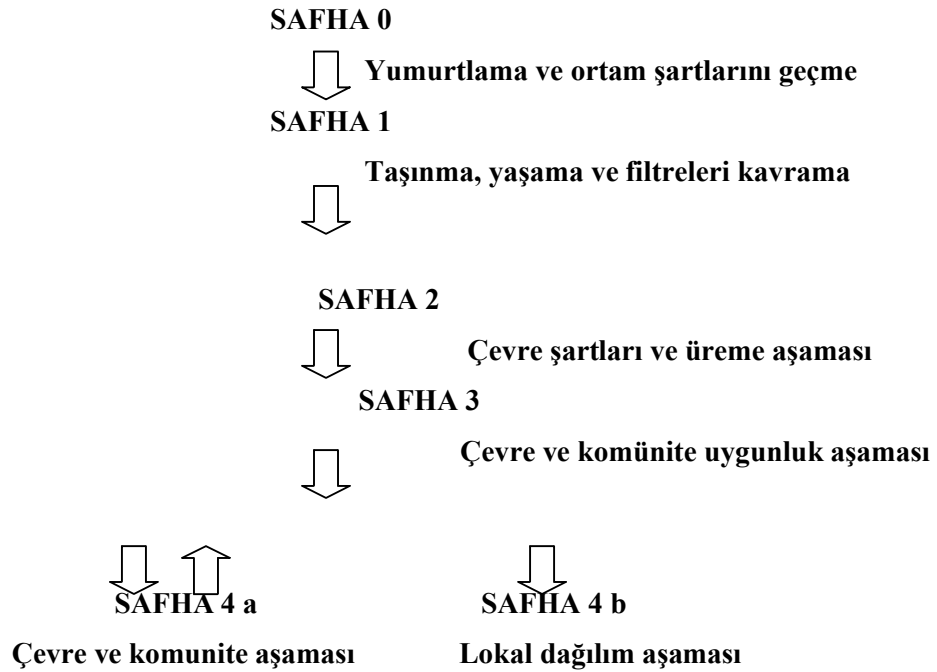 SAFHA 0
Yumurtlama ve ortam şartlarını geçme
SAFHA 1
Taşınma, yaşama ve filtreleri kavrama
SAFHA 2
Çevre şartları ve üreme aşaması
SAFHA 3
Çevre ve komünite uygunluk aşaması
SAFHA 4 a SAFHA 4 b
Çevre ve komunite aşaması Lokal dağılım aşaması